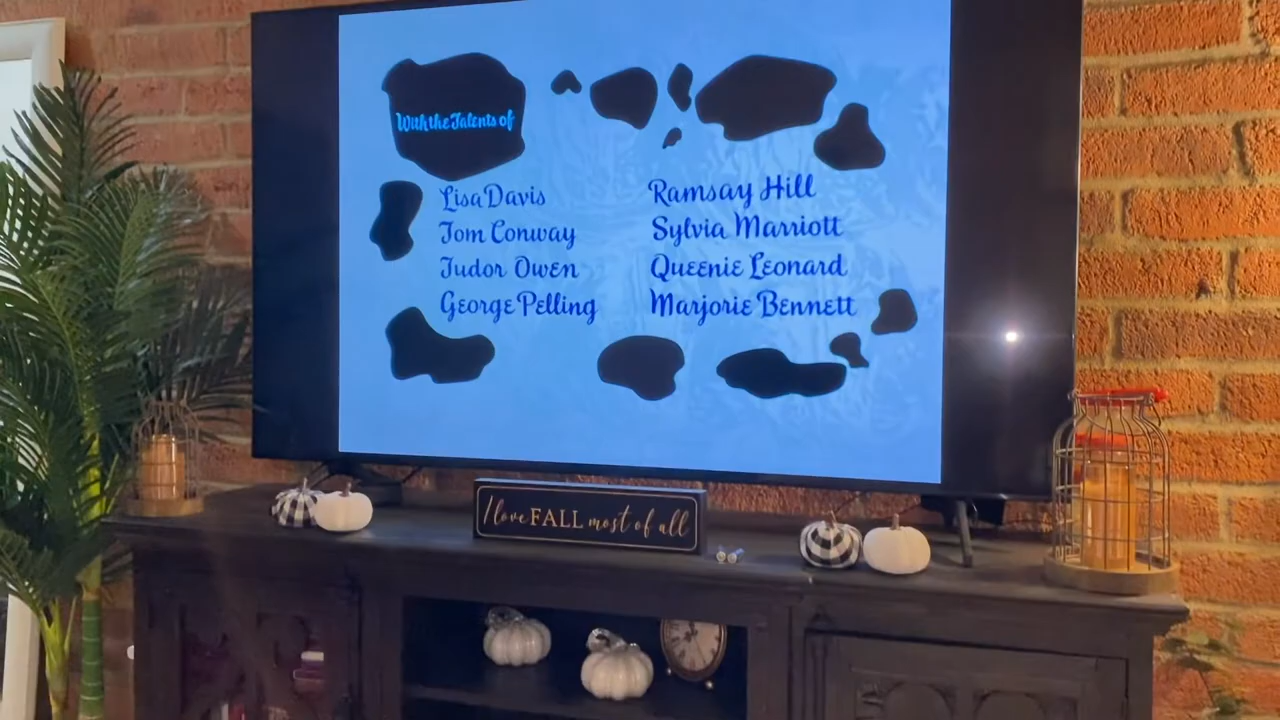 With the Talents of
Lisa Davis
Tom Conway
Tudor Owen
George Pelling
Ramsay Hill
Sylvia Marriott
Queenie Leonard
Marjorie Bennett
I love FALL most of all